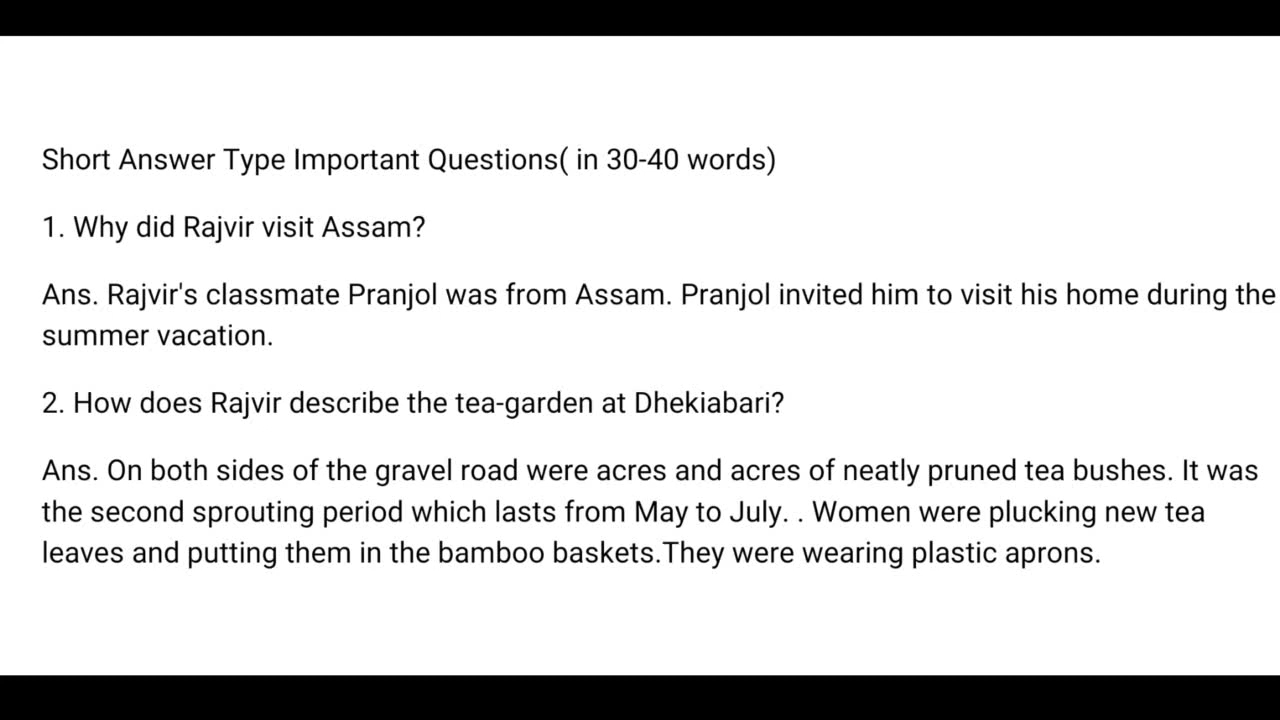 Short Answer Type Important Questions( in 30-40 words)
1. Why did Rajvir visit Assam?
Ans. Rajvir's classmate Pranjol was from Assam. Pranjol invited him to visit his home during the
summer vacation.
2. How does Rajvir describe the tea-garden at Dhekiabari?
Ans. On both sides of the gravel road were acres and acres of neatly pruned tea bushes. It was
the second sprouting period which lasts from May to July. . Women were plucking new tea
leaves and putting them in the bamboo baskets.They were wearing plastic aprons.